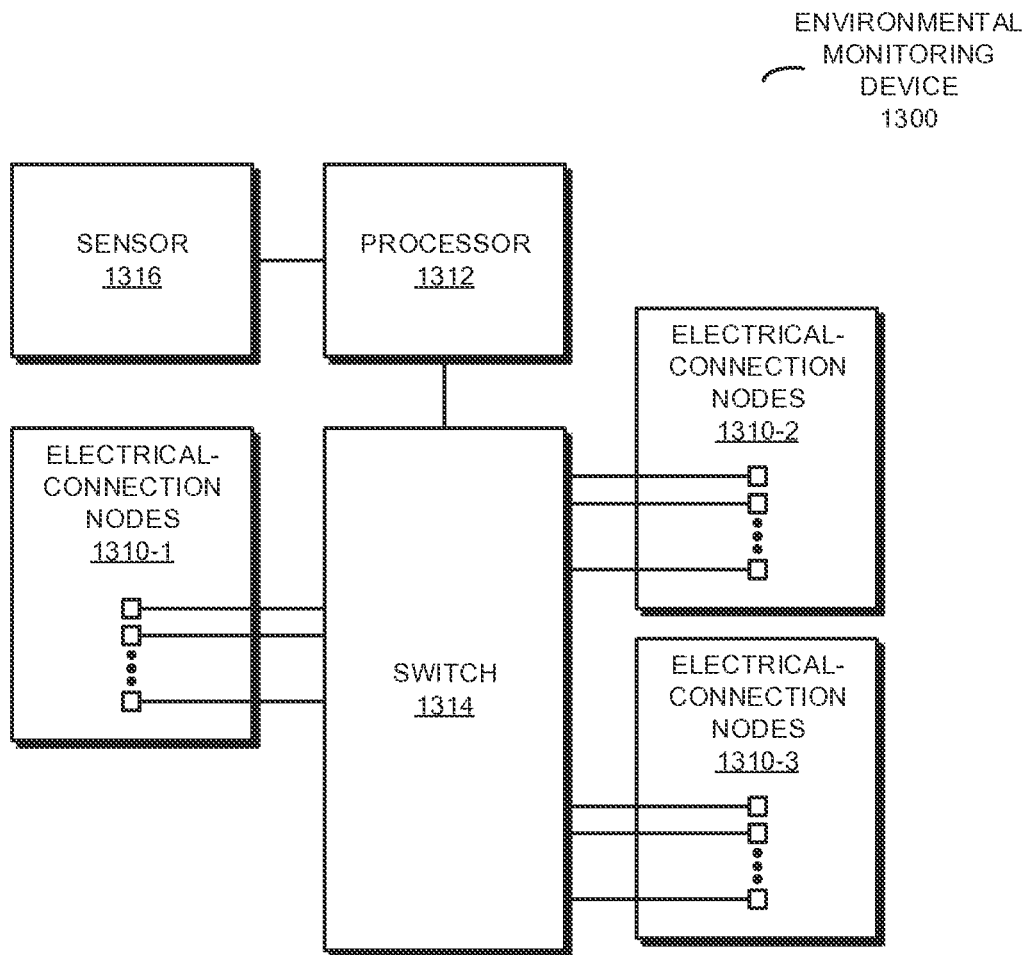 ENVIRONMENTAL
MONITORING
DEVICE
1300
SENSOR
1316
PROCESSOR
1312
ELECTRICAL-
CONNECTION
NODES
1310-2
ELECTRICAL-
CONNECTION
NODES
1310-1
SWITCH
1314
ELECTRICAL-
CONNECTION
NODES
1310-3